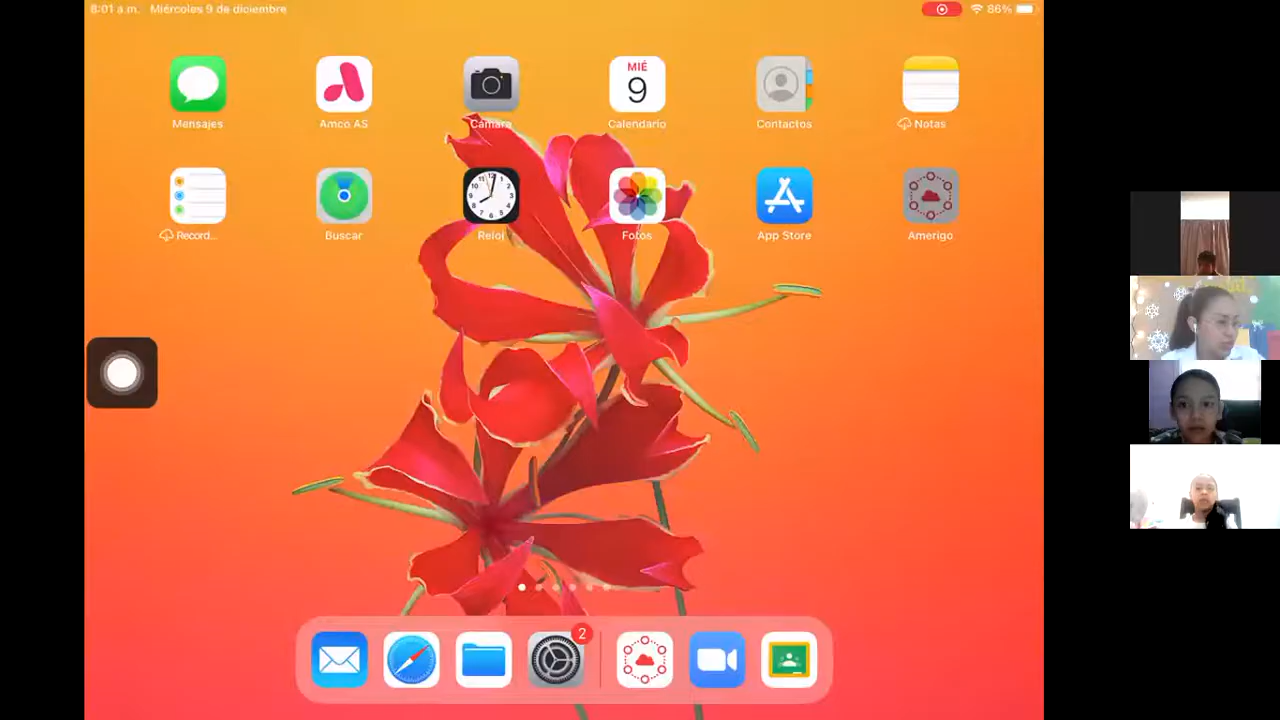 8:01 a.m. Miércoles 9 de diciembre
86%
MIÉ
9
Mensajes
Amco AS
Cámara
Calendario
Contactos
Notas
Record...
Buscar
Reloj
Fotos
App Store
Amerigo
2